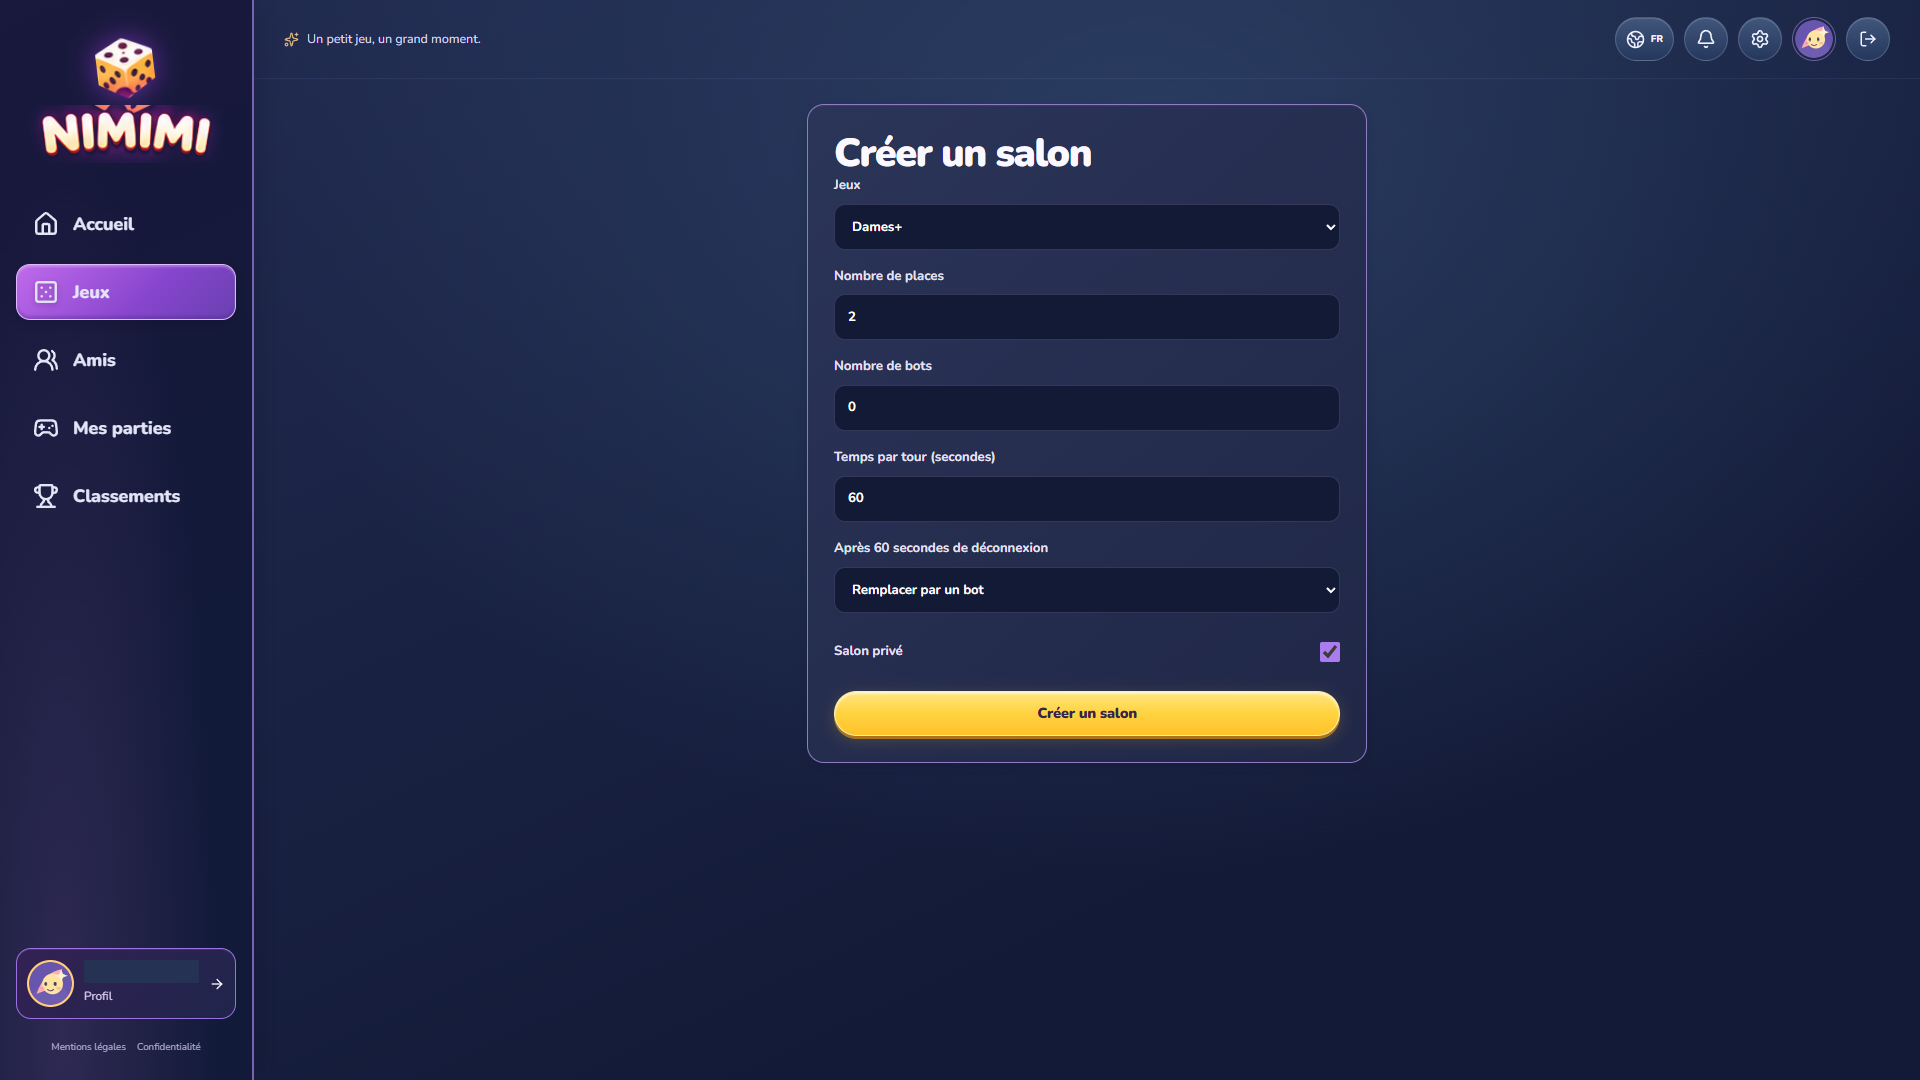 NIMIMI
Accueil
Jeux
Amis
Mes parties
Classements
Profil
Mentions légales Confidentialité
Un petit jeu, un grand moment.
FR
Créer un salon
Jeux
Dames+
Nombre de places
2
Nombre de bots
0
Temps par tour (secondes)
60
Après 60 secondes de déconnexion
Remplacer par un bot
Salon privé
Créer un salon